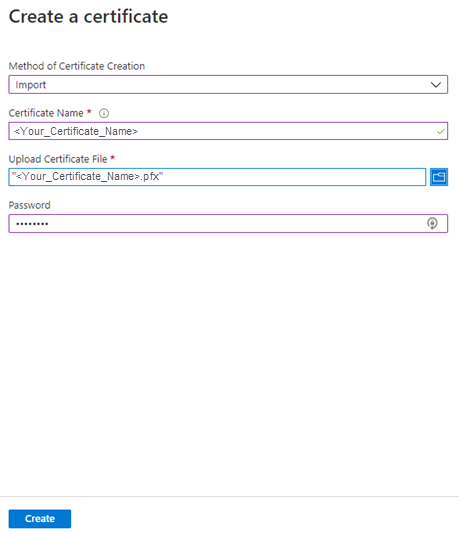 Create a certificate
Method of Certificate Creation
Import
Certificate Name *
<Your_Certificate_Name>
Upload Certificate File *
"<Your_Certificate_Name>.pfx"
Password
••••••••
Create